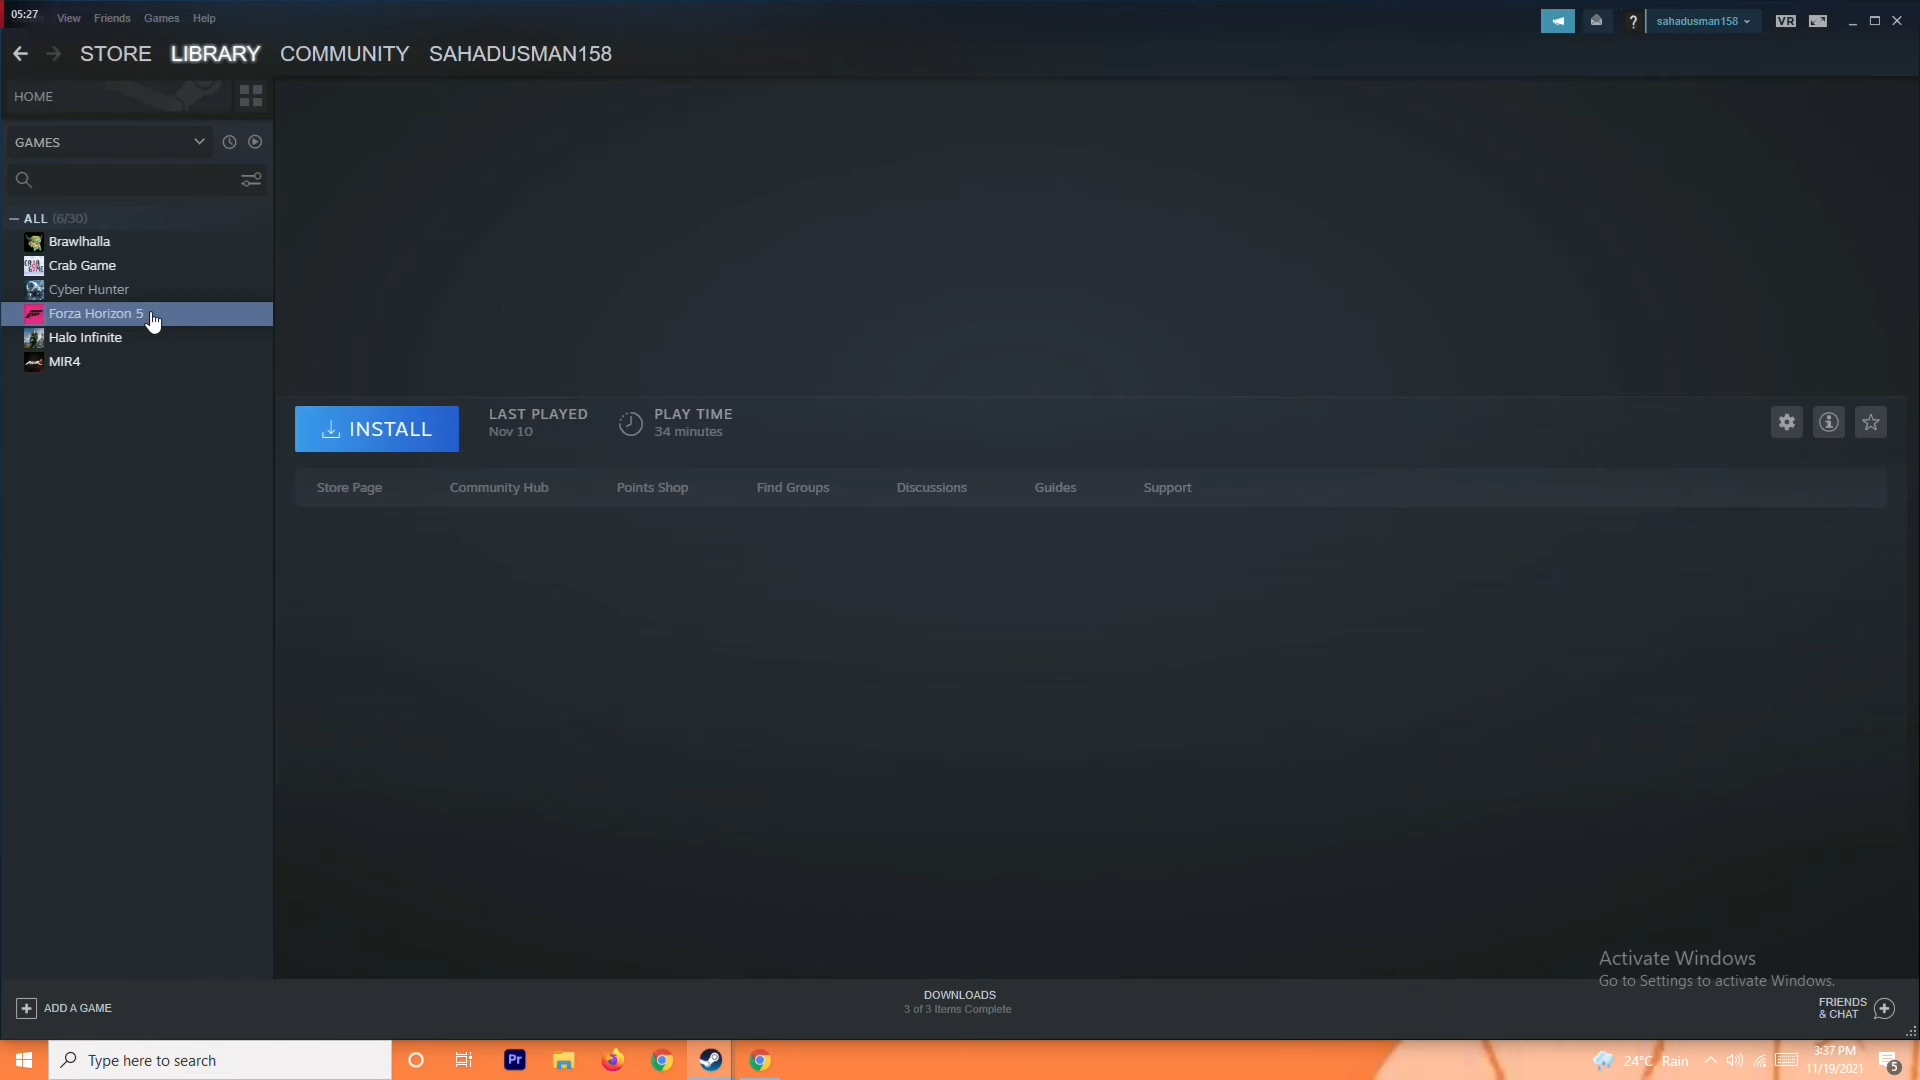 05:27
View Friends Games Help
sahadusman158
VR
STORE LIBRARY COMMUNITY SAHADUSMAN158
HOME
GAMES
ALL (6/30)
Brawlhalla
Crab Game
Cyber Hunter
Forza Horizon 5
Halo Infinite
MIR4
INSTALL
LAST PLAYED
Nov 10
PLAY TIME
34 minutes
Store Page Community Hub Points Shop Find Groups Discussions Guides Support
Activate Windows
Go to Settings to activate Windows.
ADD A GAME
DOWNLOADS
3 of 3 Items Complete
FRIENDS
& CHAT
Type here to search
Pr
24°C Rain
3:37 PM
11/19/2021
5